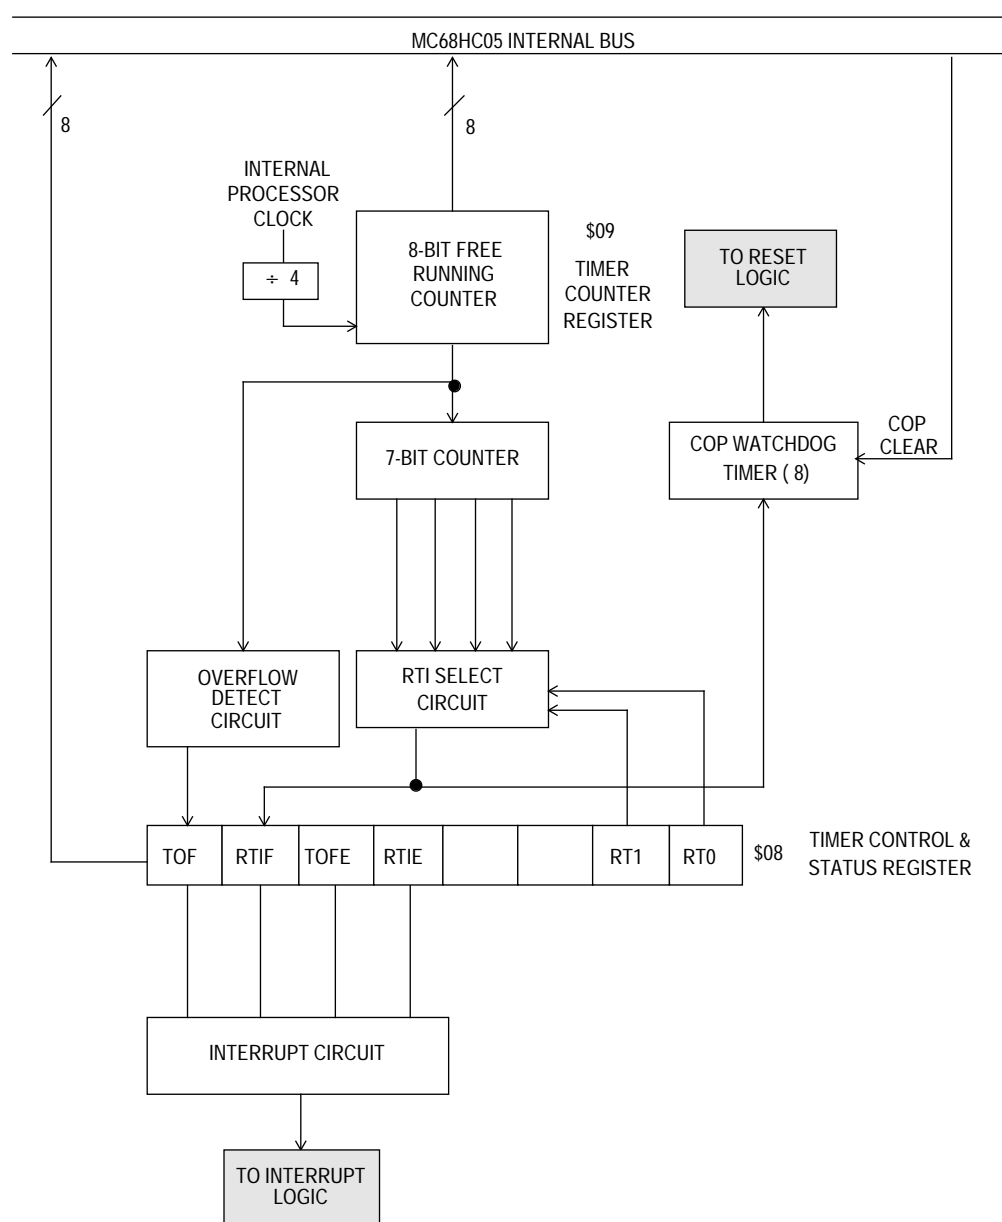 MC68HC05 INTERNAL BUS
8
8
INTERNAL
PROCESSOR
CLOCK
÷ 4
8-BIT FREE
RUNNING
COUNTER
$09
TIMER
COUNTER
REGISTER
TO RESET
LOGIC
7-BIT COUNTER
COP WATCHDOG
TIMER ( 8)
COP
CLEAR
OVERFLOW
DETECT
CIRCUIT
RTI SELECT
CIRCUIT
TOF
RTIF
TOFE
RTIE
RT1
RT0
$08
TIMER CONTROL &
STATUS REGISTER
INTERRUPT CIRCUIT
TO INTERRUPT
LOGIC